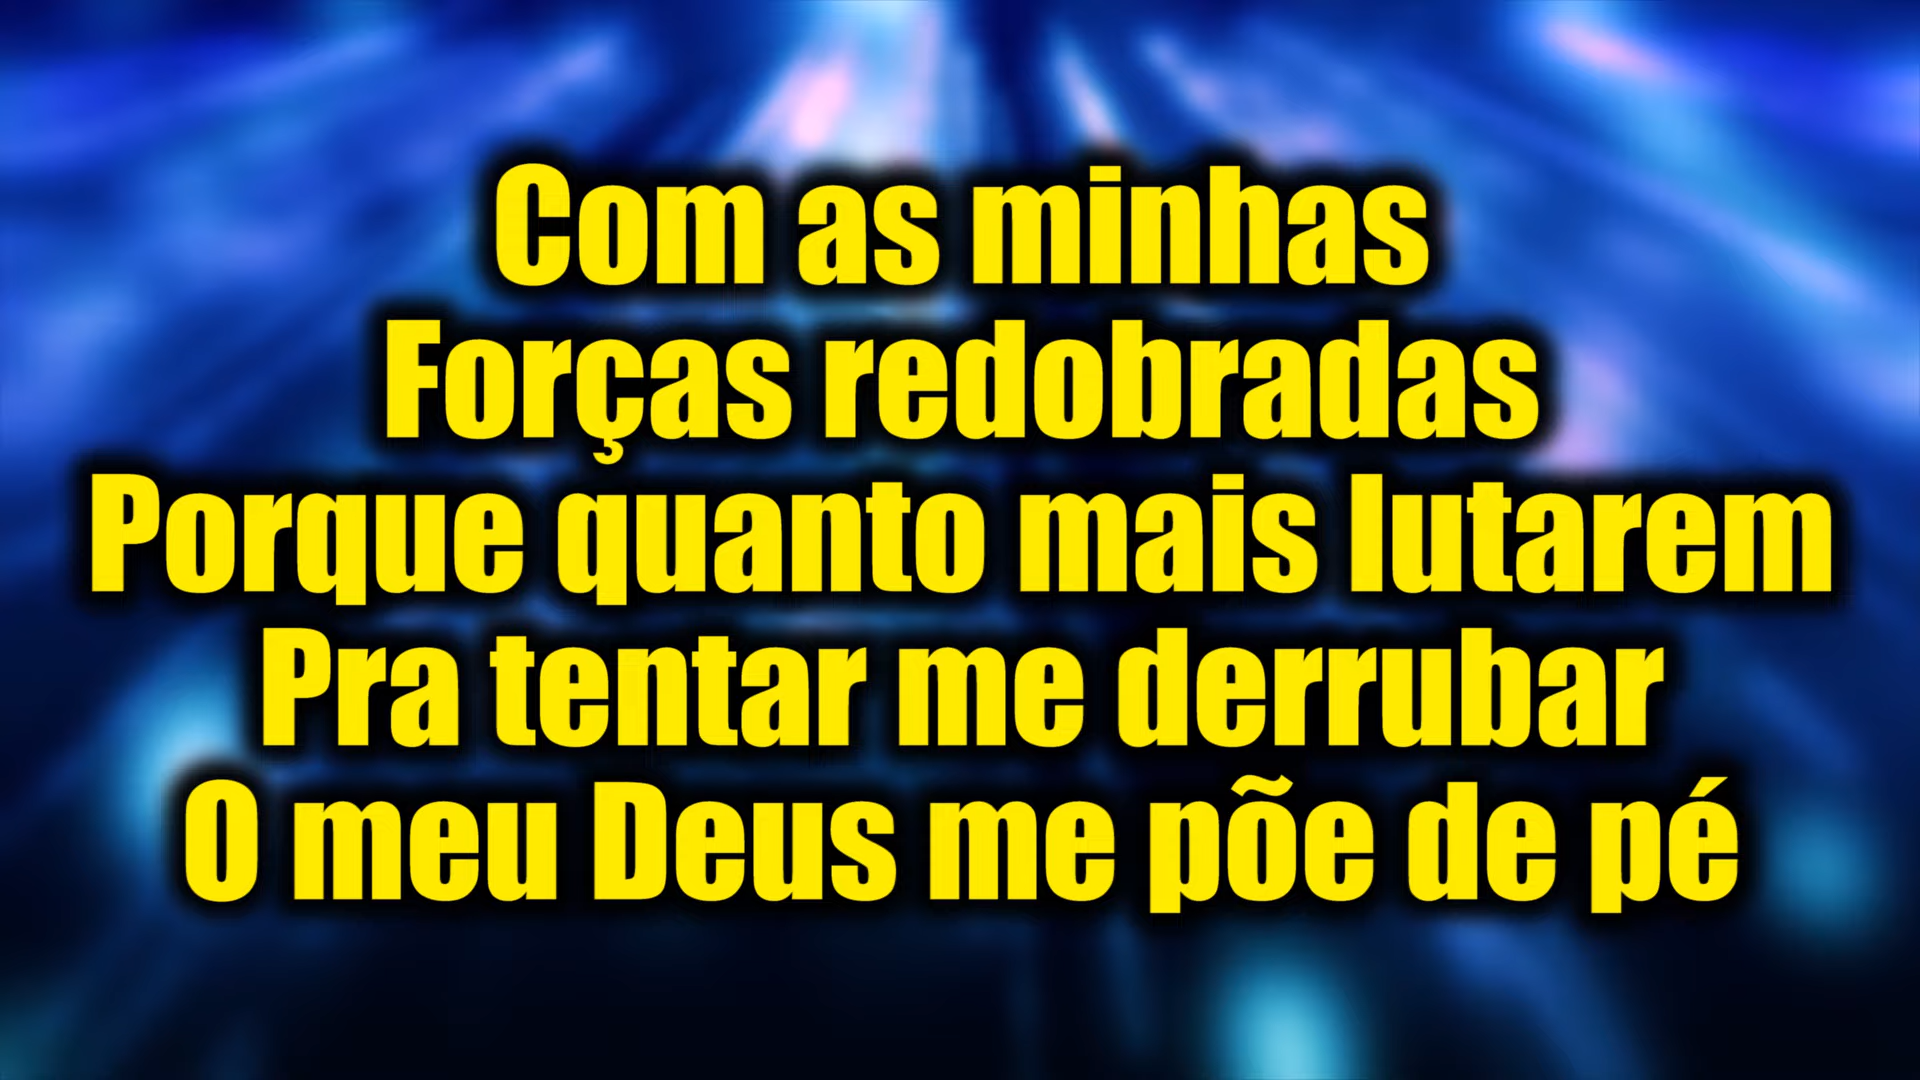 Com as minhas
Forças redobradas
Porque quanto mais lutarem
Pra tentar me derrubar
O meu Deus me põe de pé